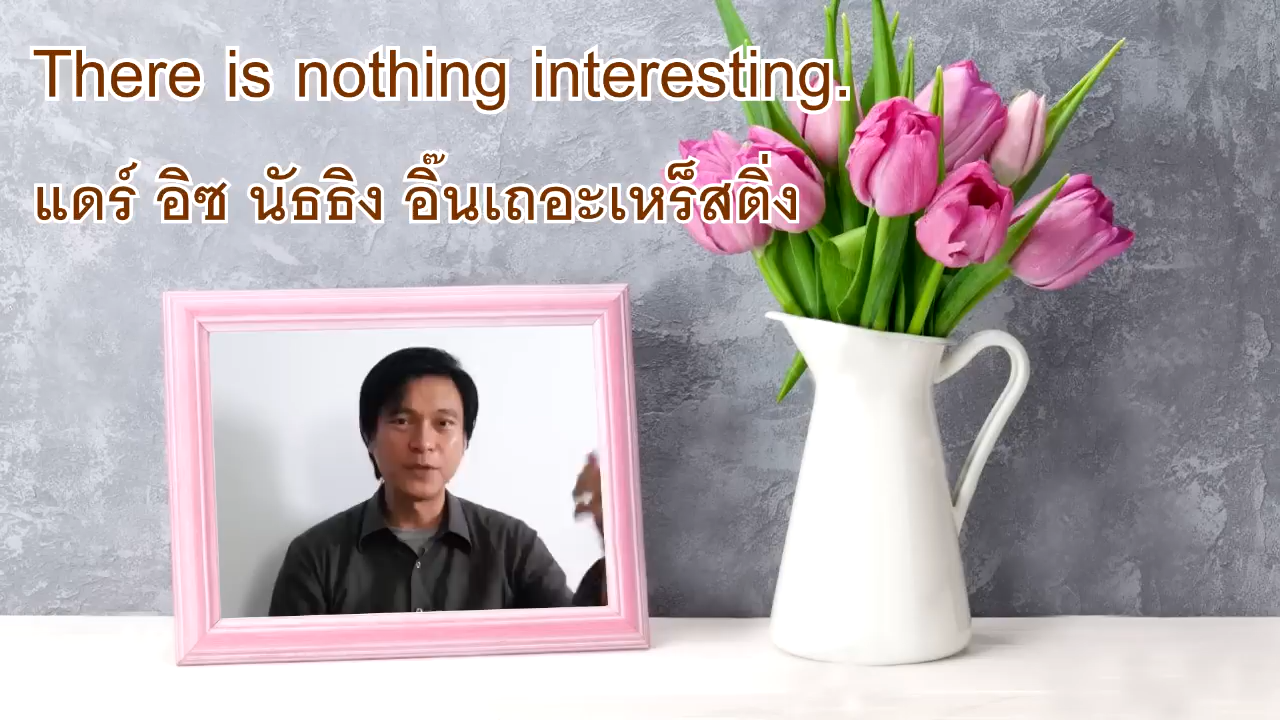 There is nothing interesting.
แดร์ อิซ นัธธิง อิ๊นเถอะเหร็สติ่ง